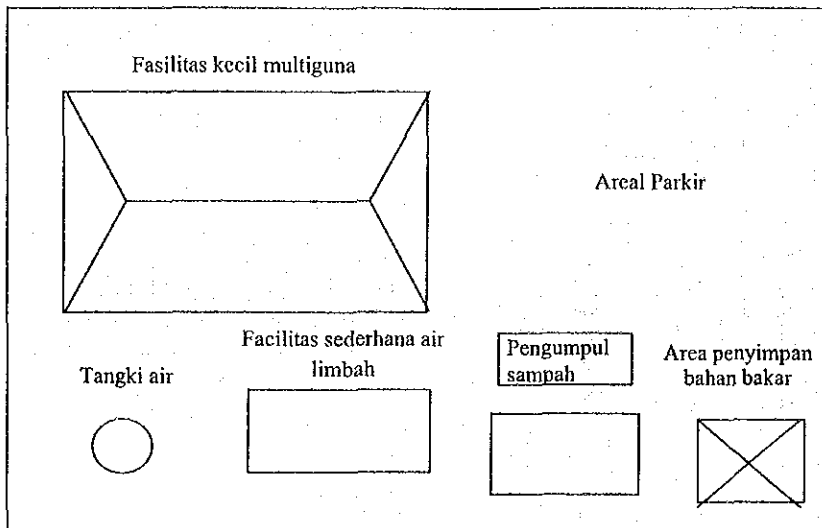 Fasilitas kecil multiguna
Areal Parkir
Facilitas sederhana air
limbah
Pengumpul
sampah
Area penyimpan
bahan bakar
Tangki air